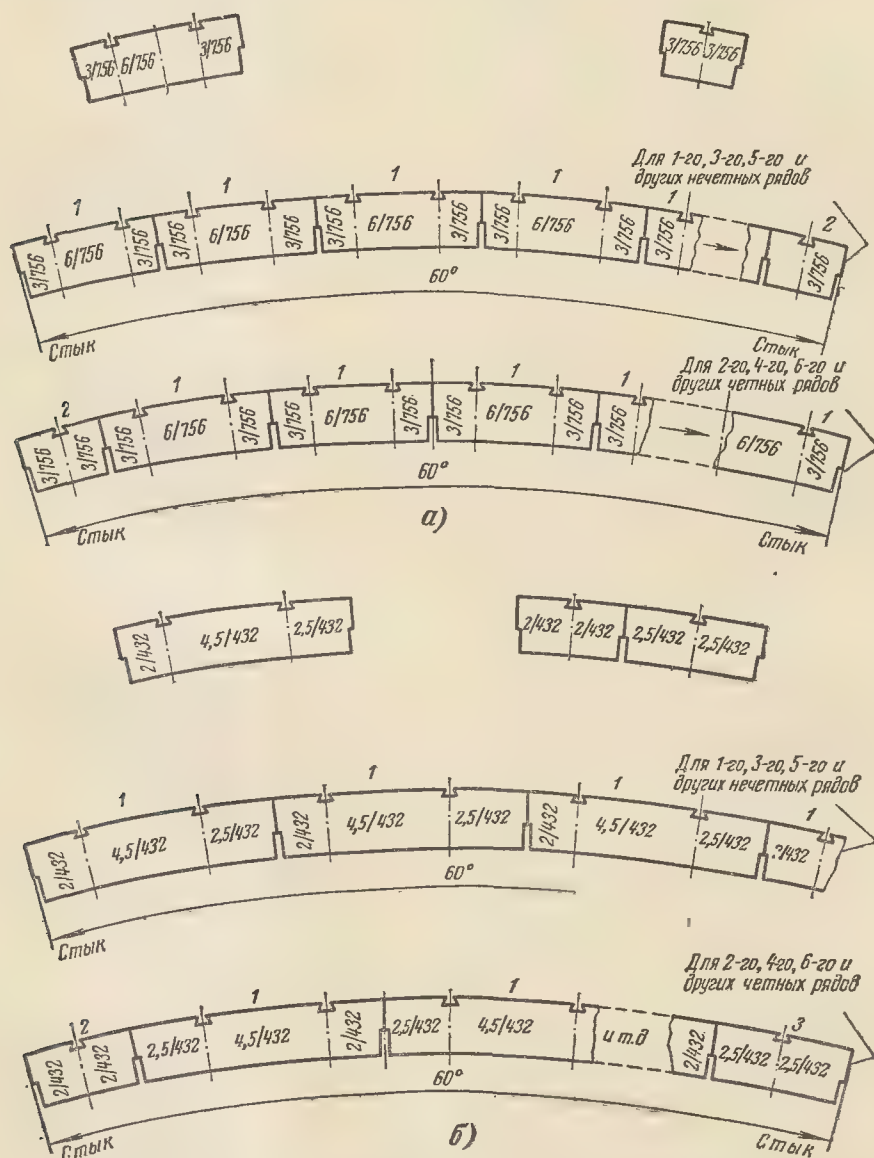 3/756 6/756 3/756
3/756 3/756
Для 1-го, 3-го, 5-го и
других нечетных рядов
1 1 1 1 1 2
3/756 6/756 3/756 3/756 6/756 3/756 3/756 6/756 3/756 3/756 6/756 3/756 3/756 3/756
60°
Стык Стык
Для 2-го, 4-го, 6-го и
других четных рядов
2 1 1 1 1 1
3/756 3/756 3/756 6/756 3/756 3/756 6/756 3/756 3/756 6/756 3/756 3/756 6/756 3/756
60°
Стык Стык
а)
2/432 4,5/432 2,5/432
2/432 2/432 2,5/432 2,5/432
Для 1-го, 3-го, 5-го и
других нечетных рядов
1 1 1 1
2/432 4,5/432 2,5/432 2/432 4,5/432 2,5/432 2/432 4,5/432 2,5/432 /432
60°
Стык
Для 2-го, 4-го, 6-го и
других четных рядов
2 1 1 3
2/432 2/432 2,5/432 4,5/432 2/432 2,5/432 4,5/432 и т.д 2/432 2,5/432 2,5/432
60°
Стык Стык
б)